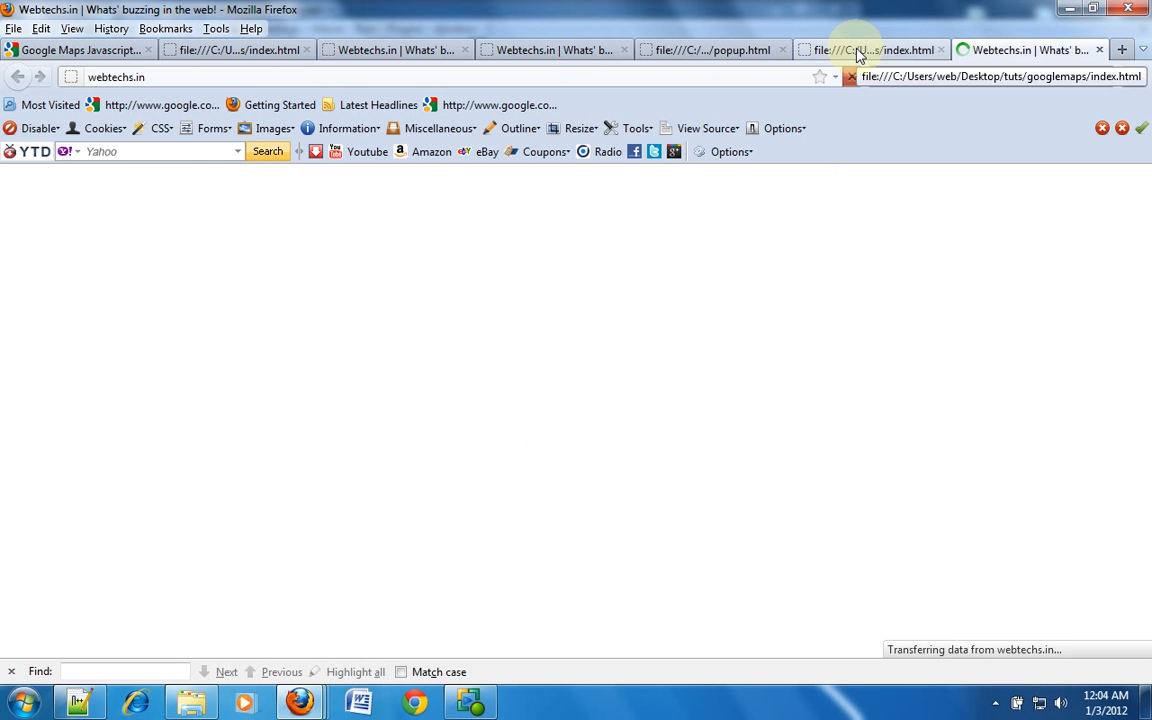 Webtechs.in | Whats' buzzing in the web! - Mozilla Firefox
File Edit View History Bookmarks Tools Help
Google Maps Javascript... file:///C:/U...s/index.html Webtechs.in | Whats' b... Webtechs.in | Whats' b... file:///C:/.../popup.html file:///C:/U...s/index.html Webtechs.in | Whats' b...
webtechs.in file:///C:/Users/web/Desktop/tuts/googlemaps/index.html
Most Visited http://www.google.co... Getting Started Latest Headlines http://www.google.co...
Disable Cookies CSS Forms Images Information Miscellaneous Outline Resize Tools View Source Options
YTD Y! Yahoo Search Youtube Amazon eBay Coupons Radio Facebook Options
Transferring data from webtechs.in...
Find: Next Previous Highlight all Match case
12:04 AM
1/3/2012